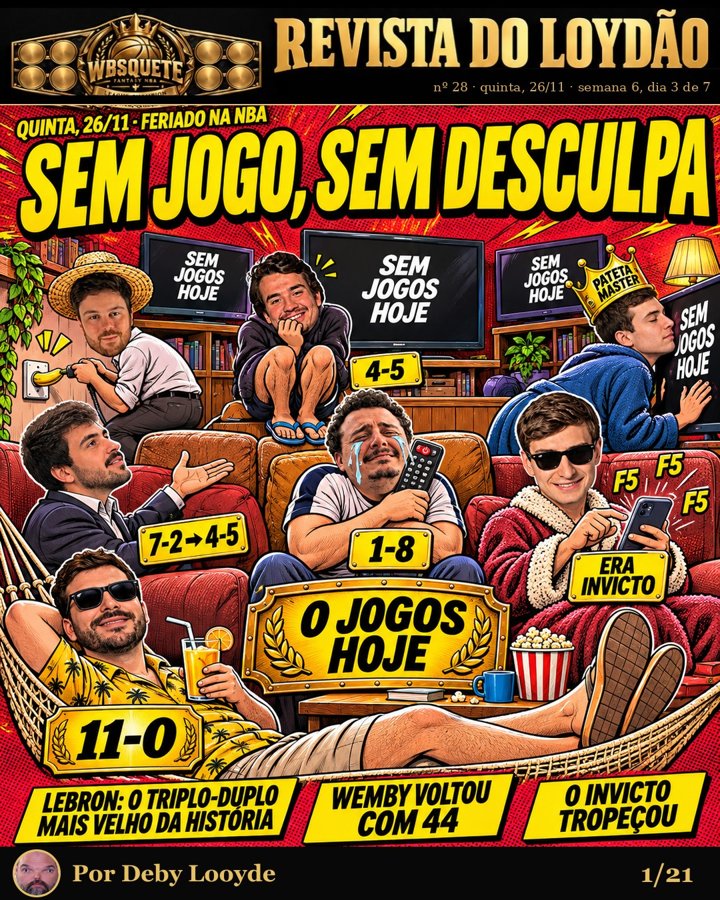 WBSQUETE
FANTASY NBA
REVISTA DO LOYDÃO
nº 28 · quinta, 26/11 · semana 6, dia 3 de 7
QUINTA, 26/11 - FERIADO NA NBA
SEM JOGO, SEM DESCULPA
SEM
JOGOS
HOJE
SEM
JOGOS
HOJE
SEM
JOGOS
HOJE
PATETA
MASTER
SEM
JOGOS
HOJE
4-5
F5
F5
F5
7-2→4-5
1-8
ERA
INVICTO
0 JOGOS
HOJE
11-0
LEBRON: O TRIPLO-DUPLO
MAIS VELHO DA HISTÓRIA
WEMBY VOLTOU
COM 44
O INVICTO
TROPEÇOU
Por Deby Looyde
1/21